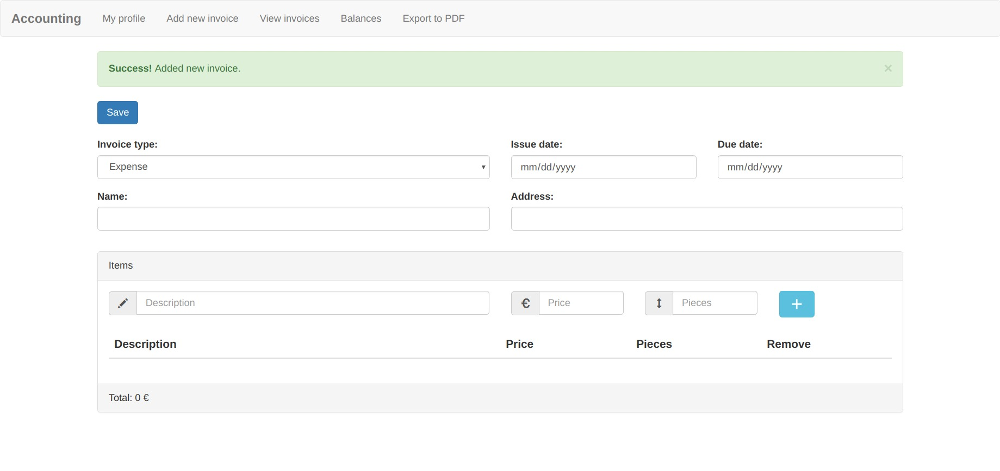 Accounting My profile Add new invoice View invoices Balances Export to PDF
Success! Added new invoice. ×
Save
Invoice type: Issue date: Due date:
Expense mm/dd/yyyy mm/dd/yyyy
Name: Address:
Items
Description € Price Pieces +
Description Price Pieces Remove
Total: 0 €